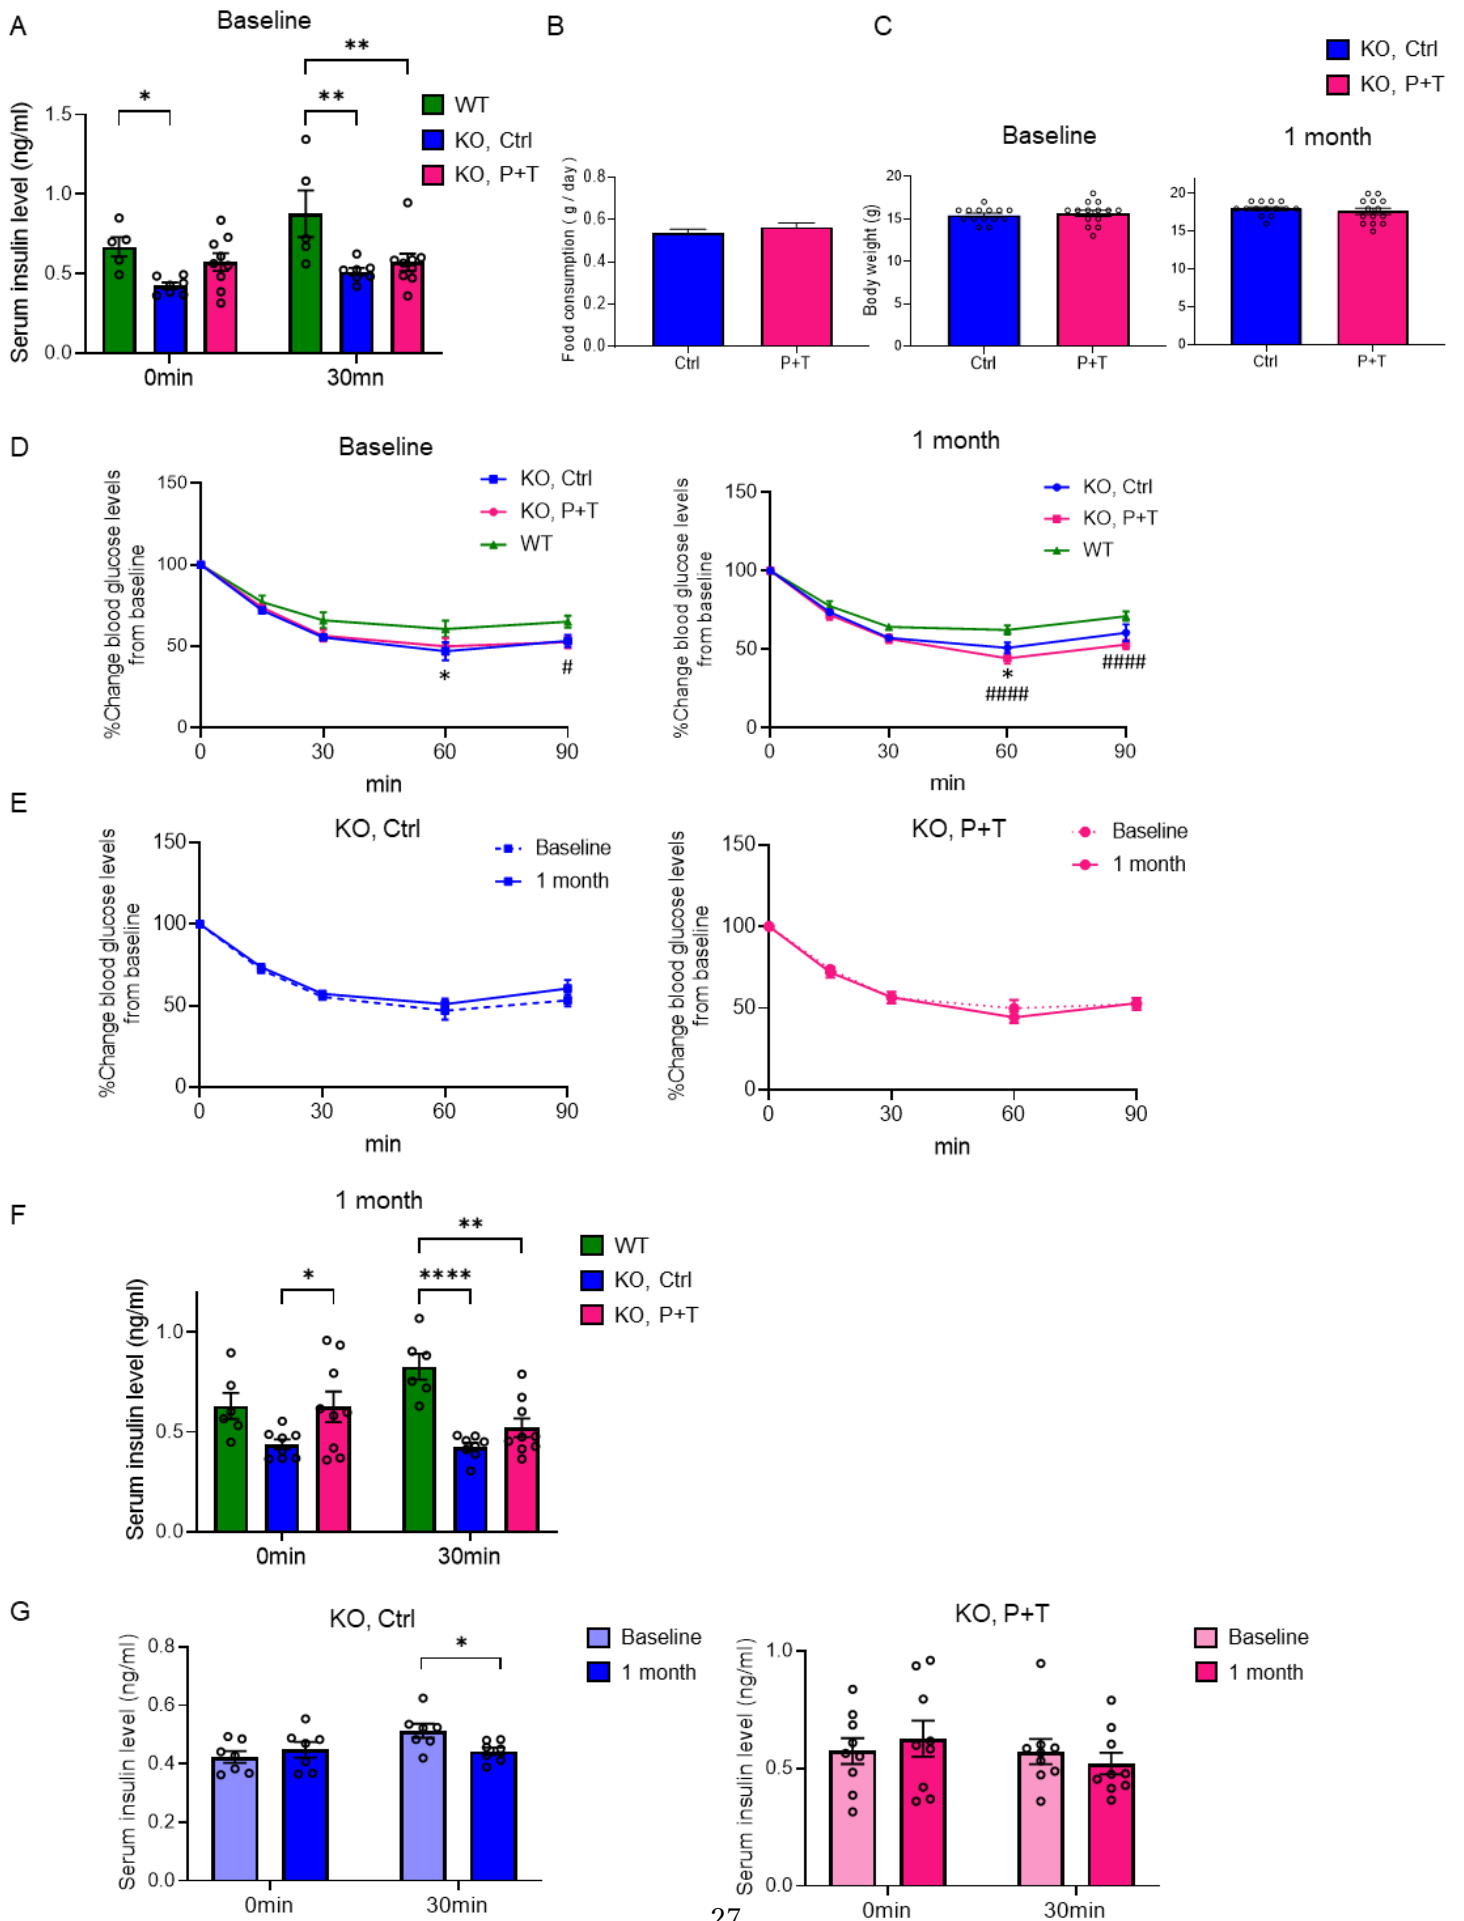 A
Baseline
Serum insulin level (ng/ml)
1.5
1.0
0.5
0.0
*
**
**
0min
30mn
WT
KO, Ctrl
KO, P+T
B
Food consumption ( g / day )
0.8
0.6
0.4
0.2
0.0
Ctrl
P+T
C
KO, Ctrl
KO, P+T
Baseline
Body weight (g)
20
15
10
5
0
Ctrl
P+T
1 month
20
15
10
5
0
Ctrl
P+T
D
Baseline
%Change blood glucose levels
from baseline
150
100
50
0
KO, Ctrl
KO, P+T
WT
*
#
0
30
60
90
min
1 month
%Change blood glucose levels
from baseline
150
100
50
0
KO, Ctrl
KO, P+T
WT
*
####
####
0
30
60
90
min
E
KO, Ctrl
%Change blood glucose levels
from baseline
150
100
50
0
Baseline
1 month
0
30
60
90
min
KO, P+T
%Change blood glucose levels
from baseline
150
100
50
0
Baseline
1 month
0
30
60
90
min
F
1 month
Serum insulin level (ng/ml)
1.0
0.5
0.0
*
**
****
0min
30min
WT
KO, Ctrl
KO, P+T
G
KO, Ctrl
Serum insulin level (ng/ml)
0.8
0.6
0.4
0.2
0.0
*
0min
30min
Baseline
1 month
KO, P+T
Serum insulin level (ng/ml)
1.0
0.5
0.0
0min
30min
Baseline
1 month
27